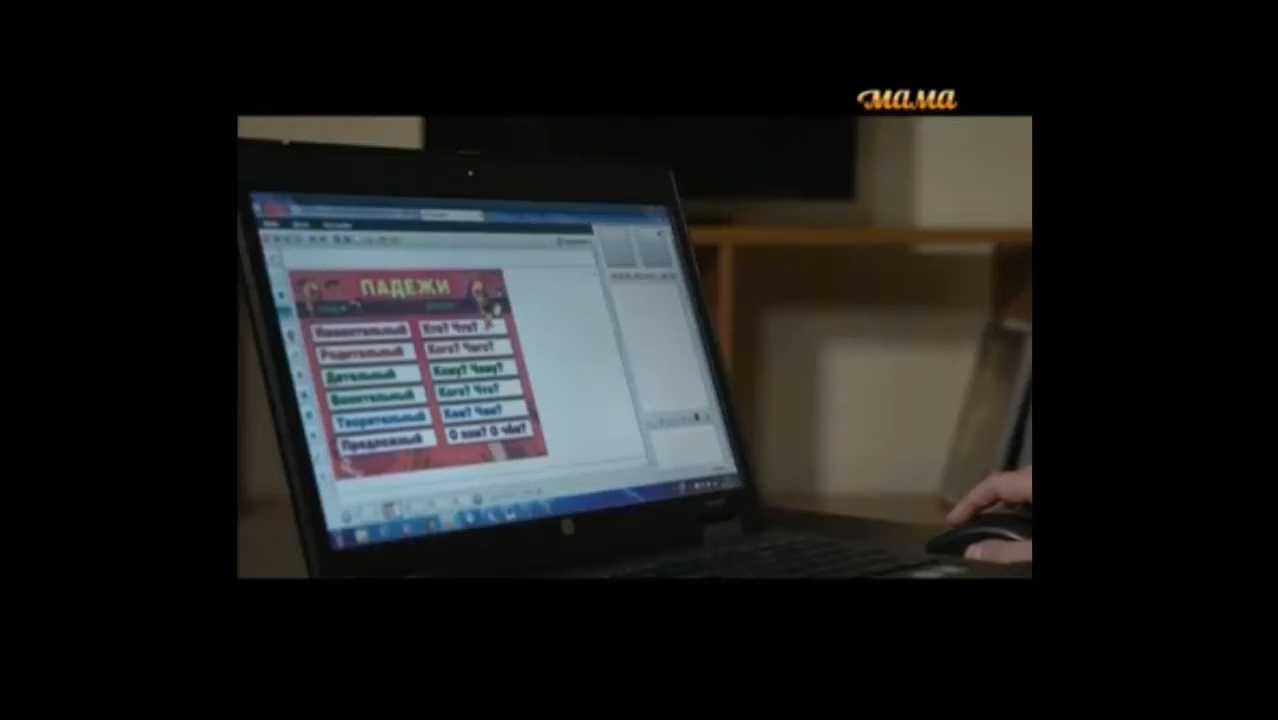 мама
ПАДЕЖИ
Именительный Кто? Что?
Родительный Кого? Чего?
Дательный Кому? Чему?
Винительный Кого? Что?
Творительный Кем? Чем?
Предложный О ком? О чём?